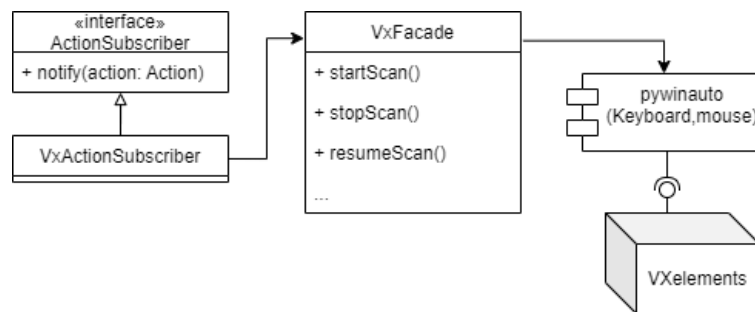 «interface»
ActionSubscriber
+ notify(action: Action)
VxActionSubscriber
VxFacade
+ startScan()
+ stopScan()
+ resumeScan()
...
pywinauto
(Keyboard,mouse)
VXelements